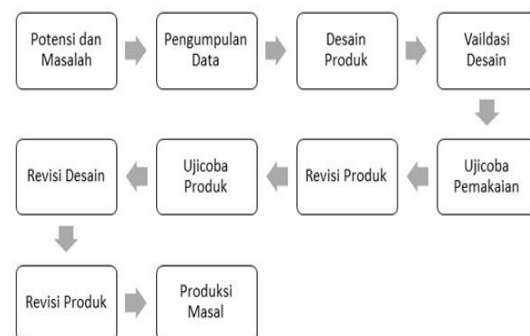 Potensi dan
Masalah
Pengumpulan
Data
Desain
Produk
Vaildasi
Desain
Ujicoba
Pemakaian
Revisi Produk
Ujicoba
Produk
Revisi Desain
Revisi Produk
Produksi
Masal